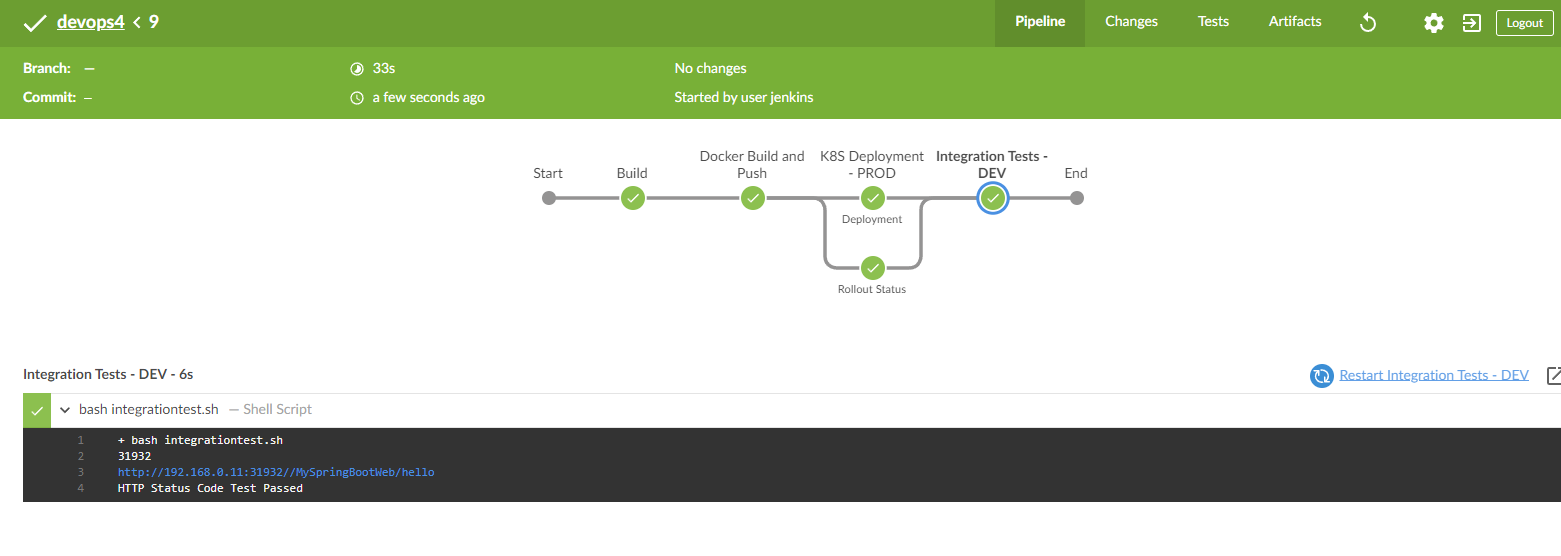 devops4 < 9
Pipeline
Changes
Tests
Artifacts
Logout
Branch: —
33s
No changes
Commit: —
a few seconds ago
Started by user jenkins
Start
Build
Docker Build and
Push
K8S Deployment
- PROD
Integration Tests -
DEV
End
Deployment
Rollout Status
Integration Tests - DEV - 6s
Restart Integration Tests - DEV
bash integrationtest.sh — Shell Script
1 + bash integrationtest.sh
2 31932
3 http://192.168.0.11:31932//MySpringBootWeb/hello
4 HTTP Status Code Test Passed